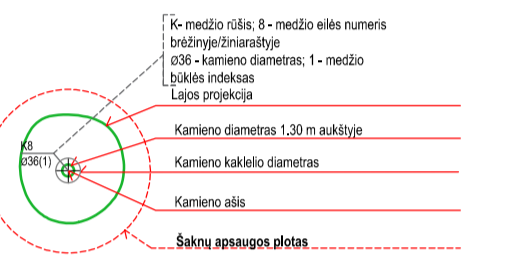 K- medžio rūšis; 8 - medžio eilės numeris
brėžinyje/žiniaraštyje
ø36 - kamieno diametras; 1 - medžio
būklės indeksas
Lajos projekcija
Kamieno diametras 1.30 m aukštyje
K8
ø36(1)
Kamieno kaklelio diametras
Kamieno ašis
Šaknų apsaugos plotas